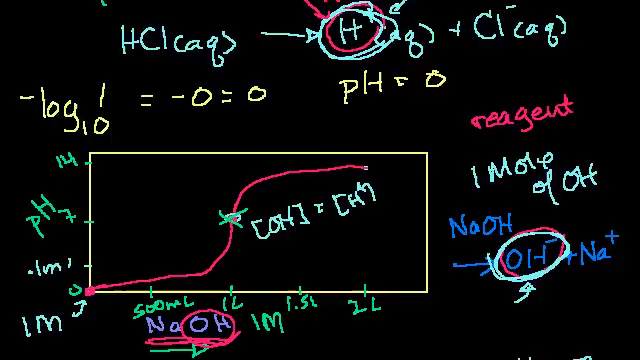 HCl(aq) → H (aq) + Cl⁻(aq)
-log₁₀ 1 = -0 = 0
pH = 0
reagent
1 Mole
of OH
NaOH
→ OH⁻ + Na⁺
14
pH 7
[OH] = [H⁺]
.1M
0
500mL 1L 1.5L 2L
1M
NaOH 1M